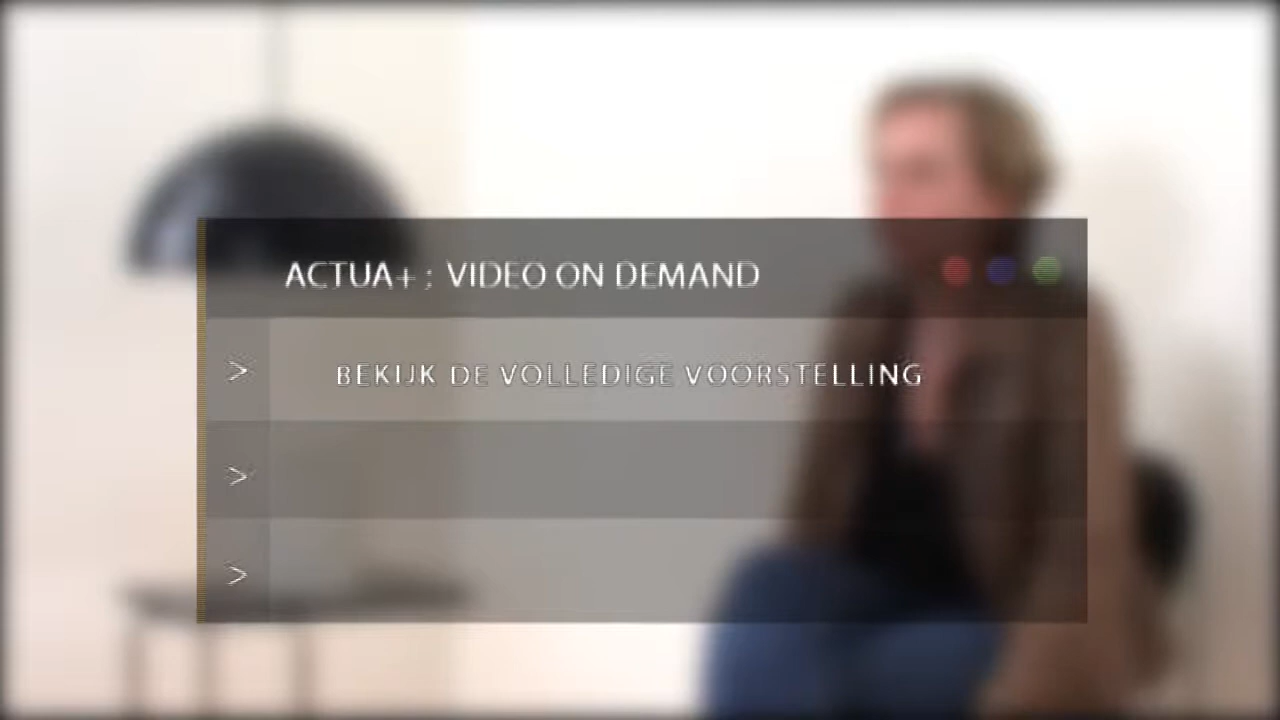 ACTUA+ : VIDEO ON DEMAND
> BEKIJK DE VOLLEDIGE VOORSTELLING
>
>